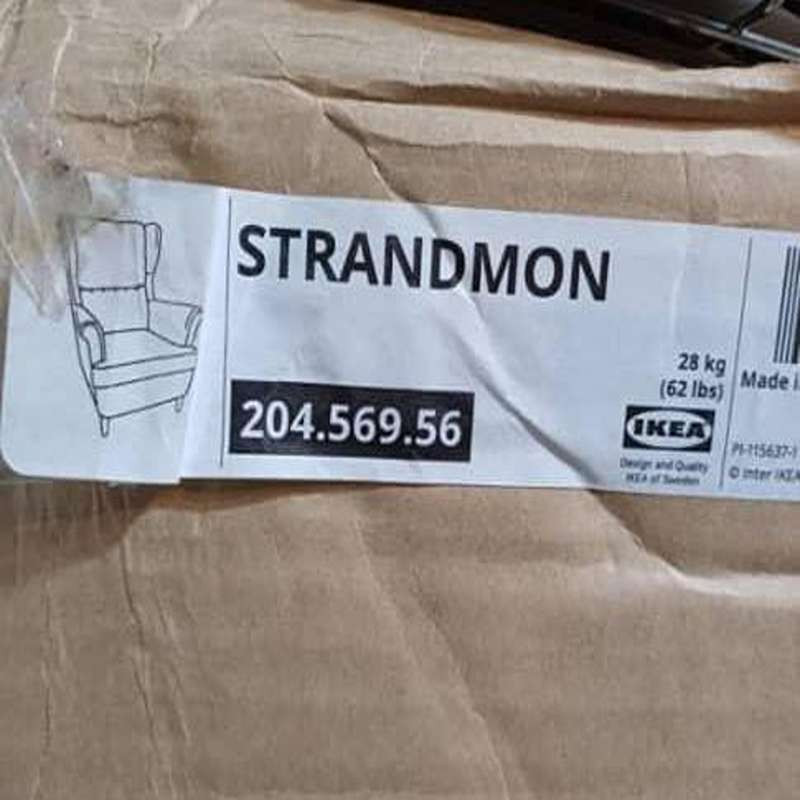 STRANDMON
204.569.56
28 kg
(62 lbs)
IKEA
Design and Quality
IKEA of Sweden
Made i
PI-115637-1
© Inter IKEA